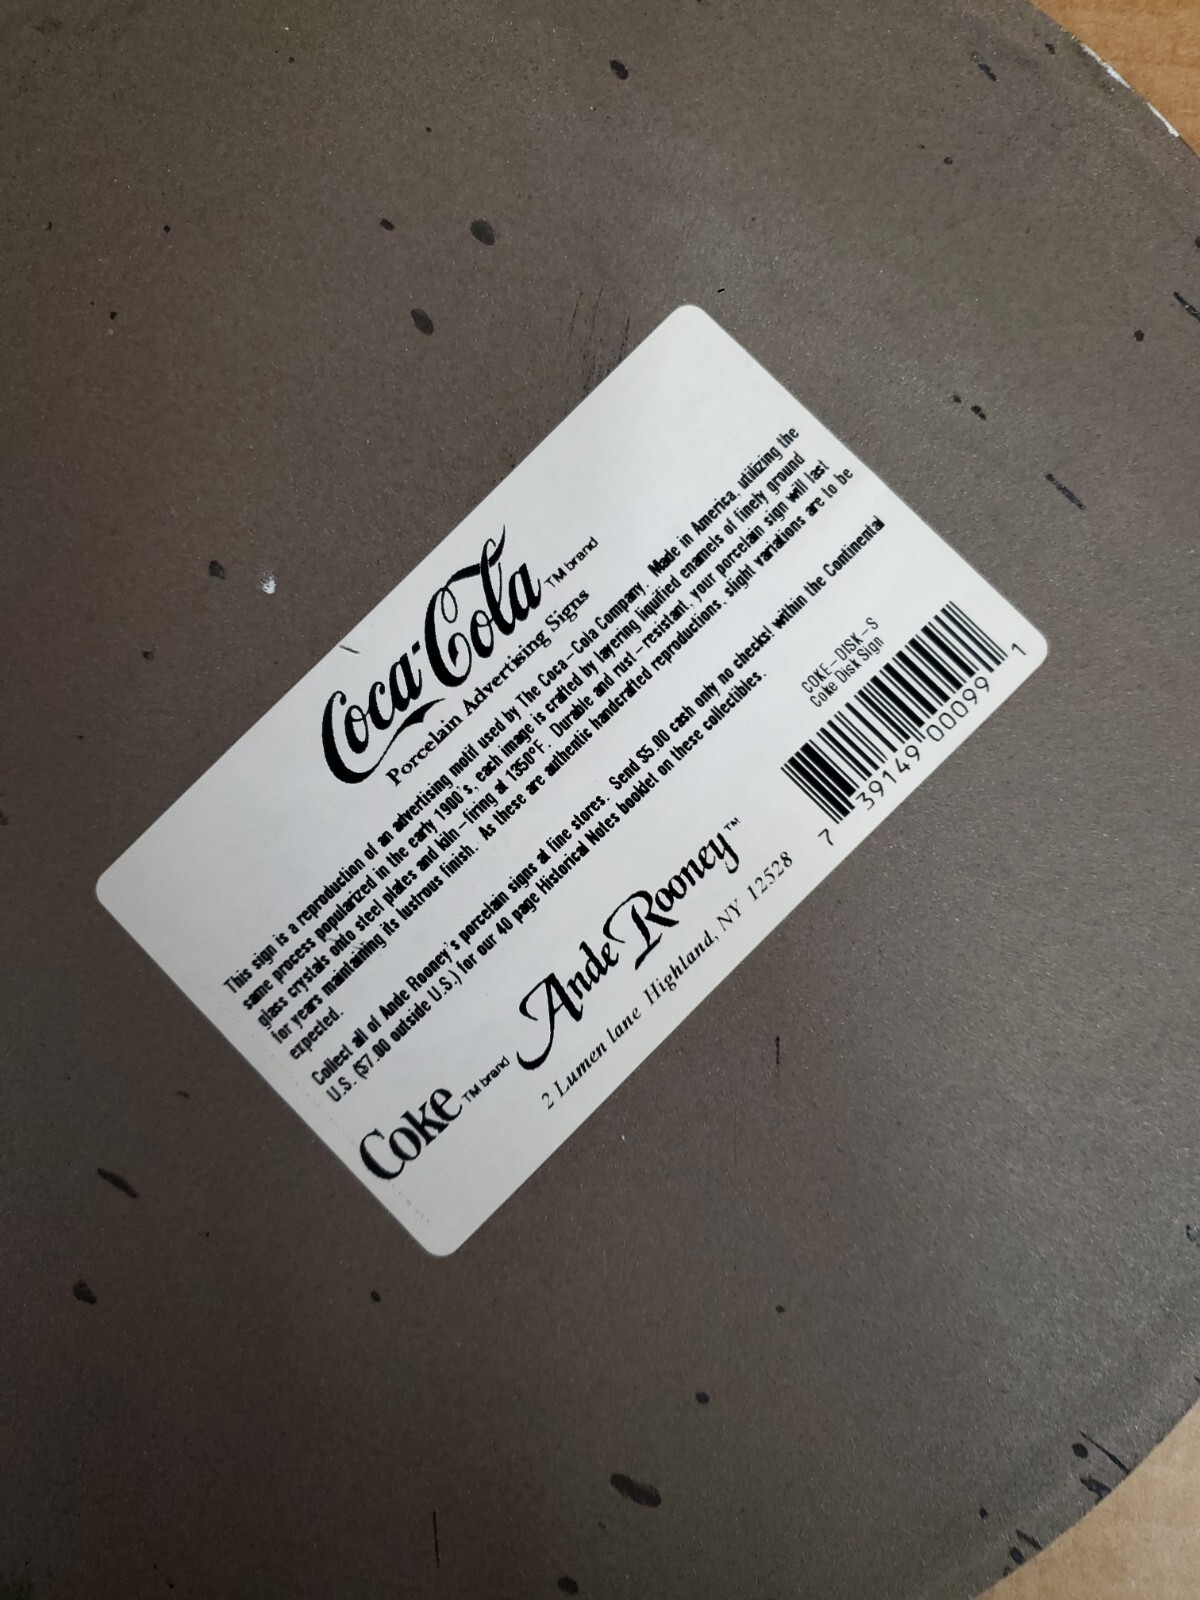 Coca-Cola TM brand
Porcelain Advertising Signs
This sign is a reproduction of an advertising motif used by The Coca-Cola Company. Made in America, utilizing the
same process popularized in the early 1900's, each image is crafted by layering liquified enamels of finely ground
glass crystals onto steel plates and kiln-firing at 1350°F. Durable and rust-resistant, your porcelain sign will last
for years maintaining its lustrous finish. As these are authentic handcrafted reproductions, slight variations are to be
expected.
Collect all of Ande Rooney's porcelain signs at fine stores. Send $5.00 cash only no checks! within the Continental
U.S. ($7.00 outside U.S.) for our 40 page Historical Notes booklet on these collectibles.
Coke TM brand
Ande Rooney™
2 Lumen lane Highland, NY 12528
COKE-DISK-S
Coke Disk Sign
7 39149 00099 1